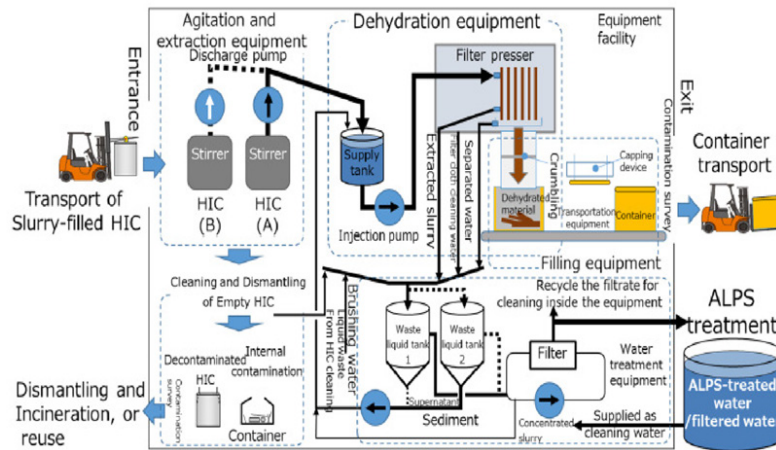 Agitation and
extraction equipment
Discharge pump
Stirrer
Stirrer
HIC
(B)
HIC
(A)
Entrance
Transport of
Slurry-filled HIC
Dehydration equipment
Filter presser
Supply
tank
Injection pump
Extracted slurry
Filter cloth cleaning water
Separated water
Crumbling
Dehydrated
material
Equipment
facility
Exit
Contamination survey
Capping
device
Transportation
equipment
Container
Filling equipment
Container
transport
Cleaning and Dismantling
of Empty HIC
Decontaminated
HIC
Internal
contamination
Container
Contamination
survey
Dismantling and
Incineration, or
reuse
Brushing water
Liquid waste
From HIC cleaning
Waste
liquid tank
1
Waste
liquid tank
2
Supernatant
Sediment
Recycle the filtrate for
cleaning inside the equipment
Filter
Water
treatment
equipment
Concentrated
slurry
Supplied as
cleaning water
ALPS
treatment
ALPS-treated
water
/filtered wate